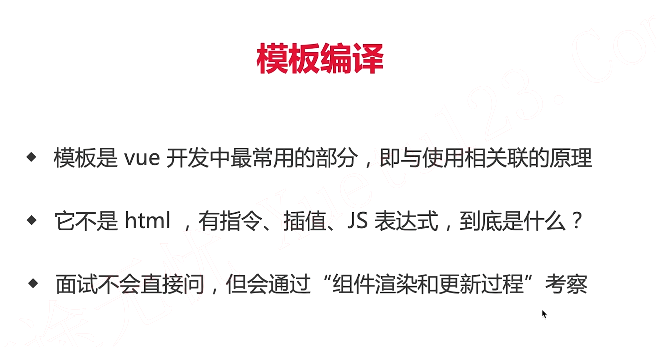 模板编译
◆ 模板是 vue 开发中最常用的部分，即与使用相关联的原理
◆ 它不是 html ，有指令、插值、JS 表达式，到底是什么？
◆ 面试不会直接问，但会通过“组件渲染和更新过程”考察